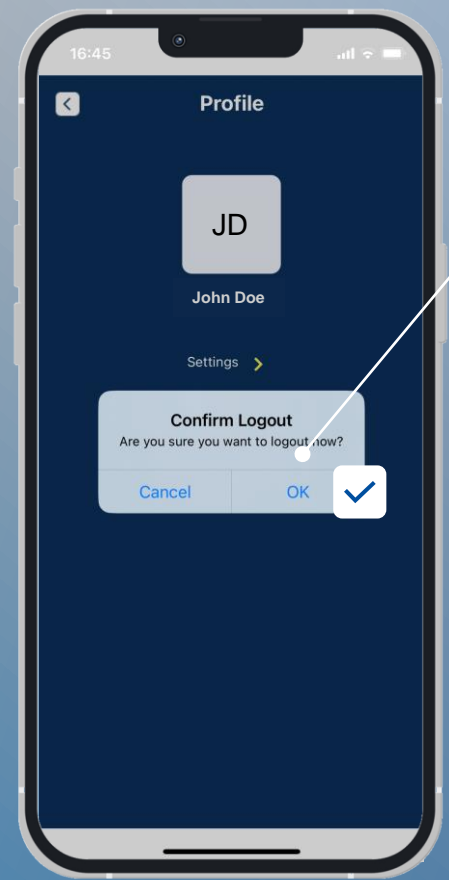 16:45
Profile
JD
John Doe
Settings
Confirm Logout
Are you sure you want to logout now?
Cancel
OK